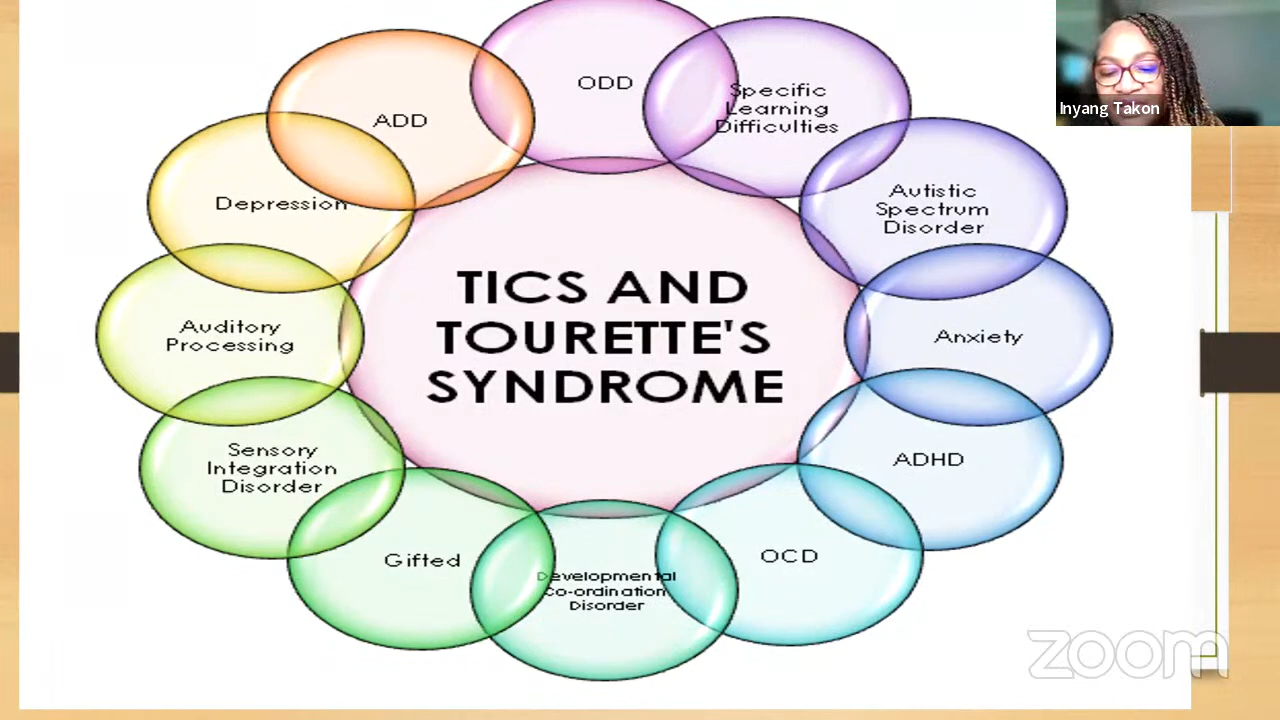 ODD
Specific
Learning
Difficulties
Autistic
Spectrum
Disorder
Anxiety
ADHD
OCD
Developmental
Co-ordination
Disorder
Gifted
Sensory
Integration
Disorder
Auditory
Processing
Depression
ADD
TICS AND
TOURETTE'S
SYNDROME
Inyang Takon
zoom